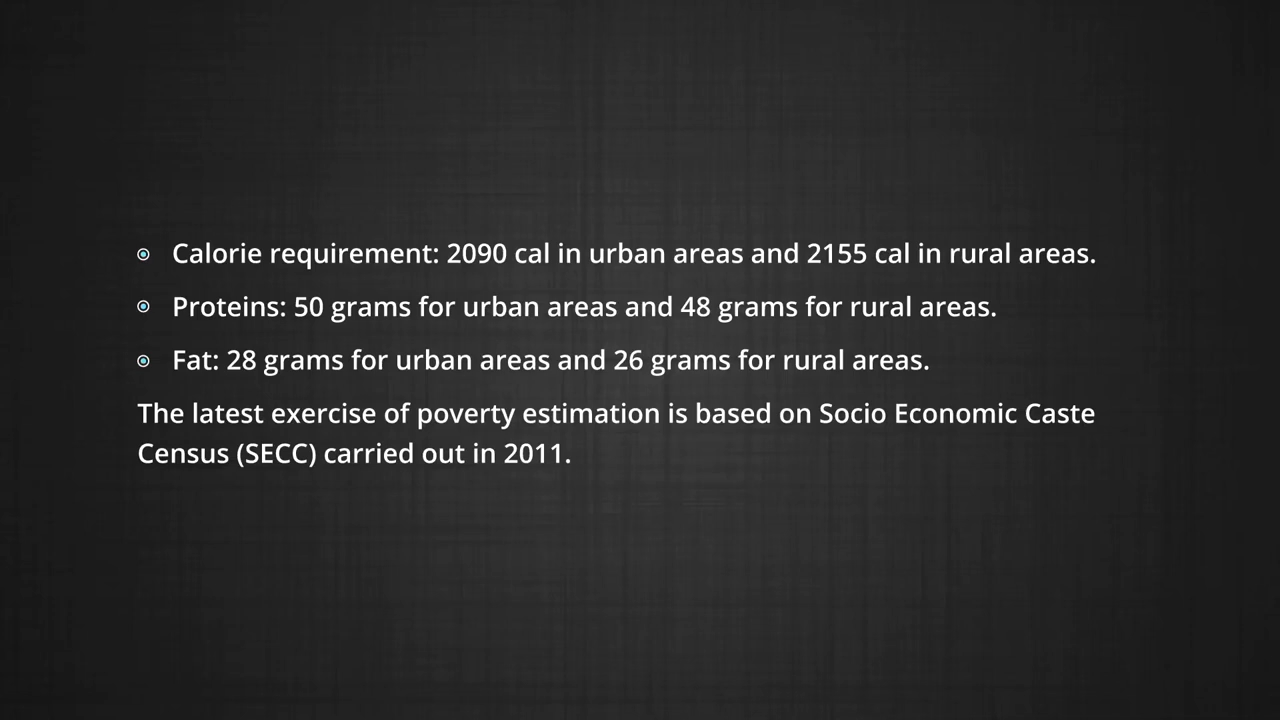 Calorie requirement: 2090 cal in urban areas and 2155 cal in rural areas.
Proteins: 50 grams for urban areas and 48 grams for rural areas.
Fat: 28 grams for urban areas and 26 grams for rural areas.
The latest exercise of poverty estimation is based on Socio Economic Caste
Census (SECC) carried out in 2011.